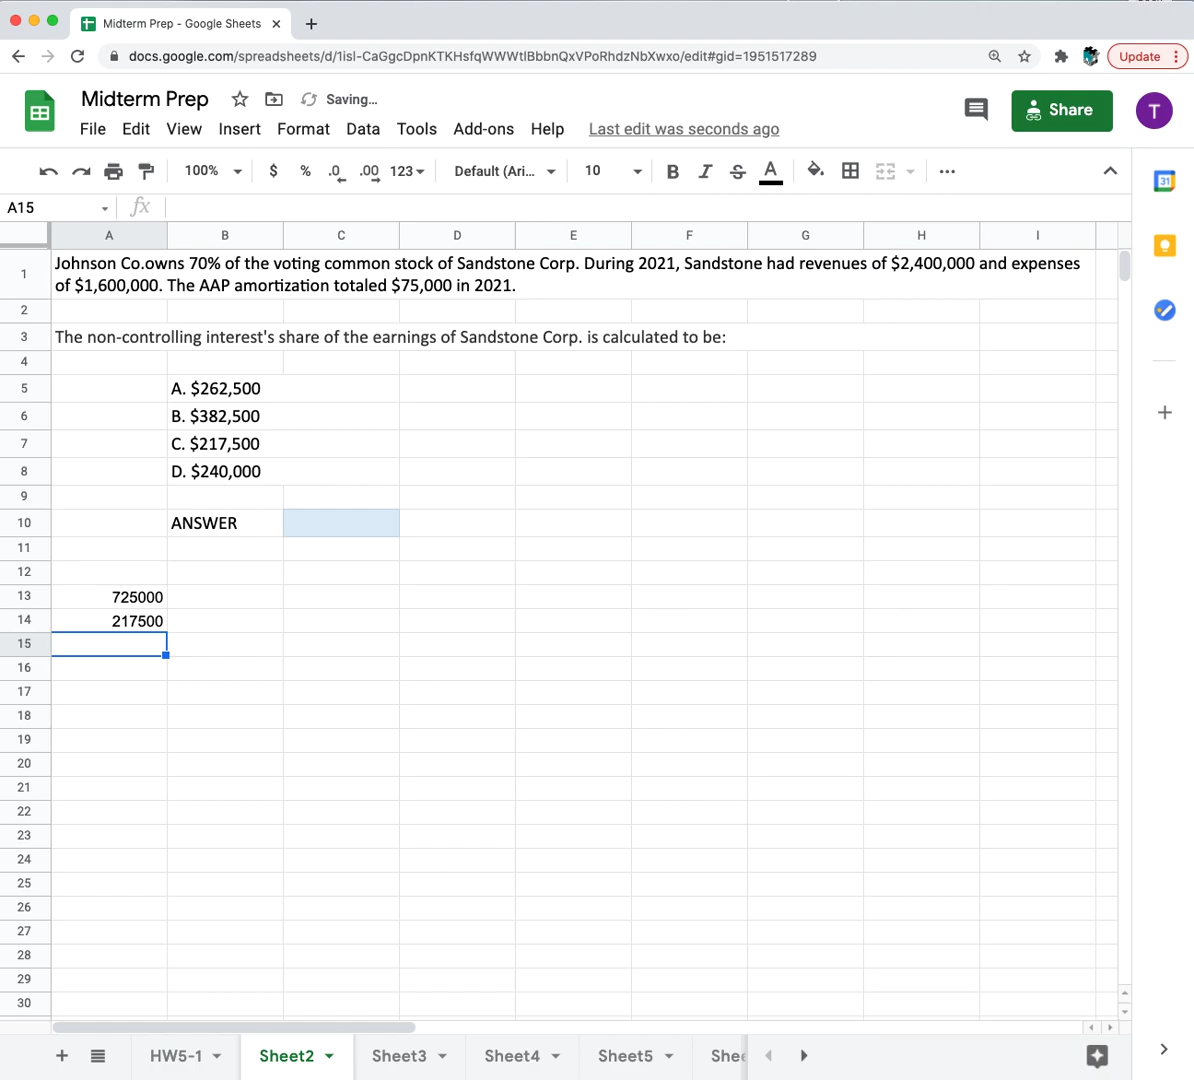 Midterm Prep - Google Sheets
docs.google.com/spreadsheets/d/1isl-CaGgcDpnKTKHsfqWWWtlBbbnQxVPoRhdzNbXwxo/edit#gid=1951517289
Update
Midterm Prep
Saving...
File Edit View Insert Format Data Tools Add-ons Help Last edit was seconds ago
Share
T
100% $ % .0 .00 123 Default (Ari... 10 B I S A ...
31
A15 fx
A B C D E F G H I
1 Johnson Co.owns 70% of the voting common stock of Sandstone Corp. During 2021, Sandstone had revenues of $2,400,000 and expenses
of $1,600,000. The AAP amortization totaled $75,000 in 2021.
2
3 The non-controlling interest's share of the earnings of Sandstone Corp. is calculated to be:
4
5 A. $262,500
6 B. $382,500
7 C. $217,500
8 D. $240,000
9
10 ANSWER
11
12
13 725000
14 217500
15
16
17
18
19
20
21
22
23
24
25
26
27
28
29
30
HW5-1 Sheet2 Sheet3 Sheet4 Sheet5 Shee